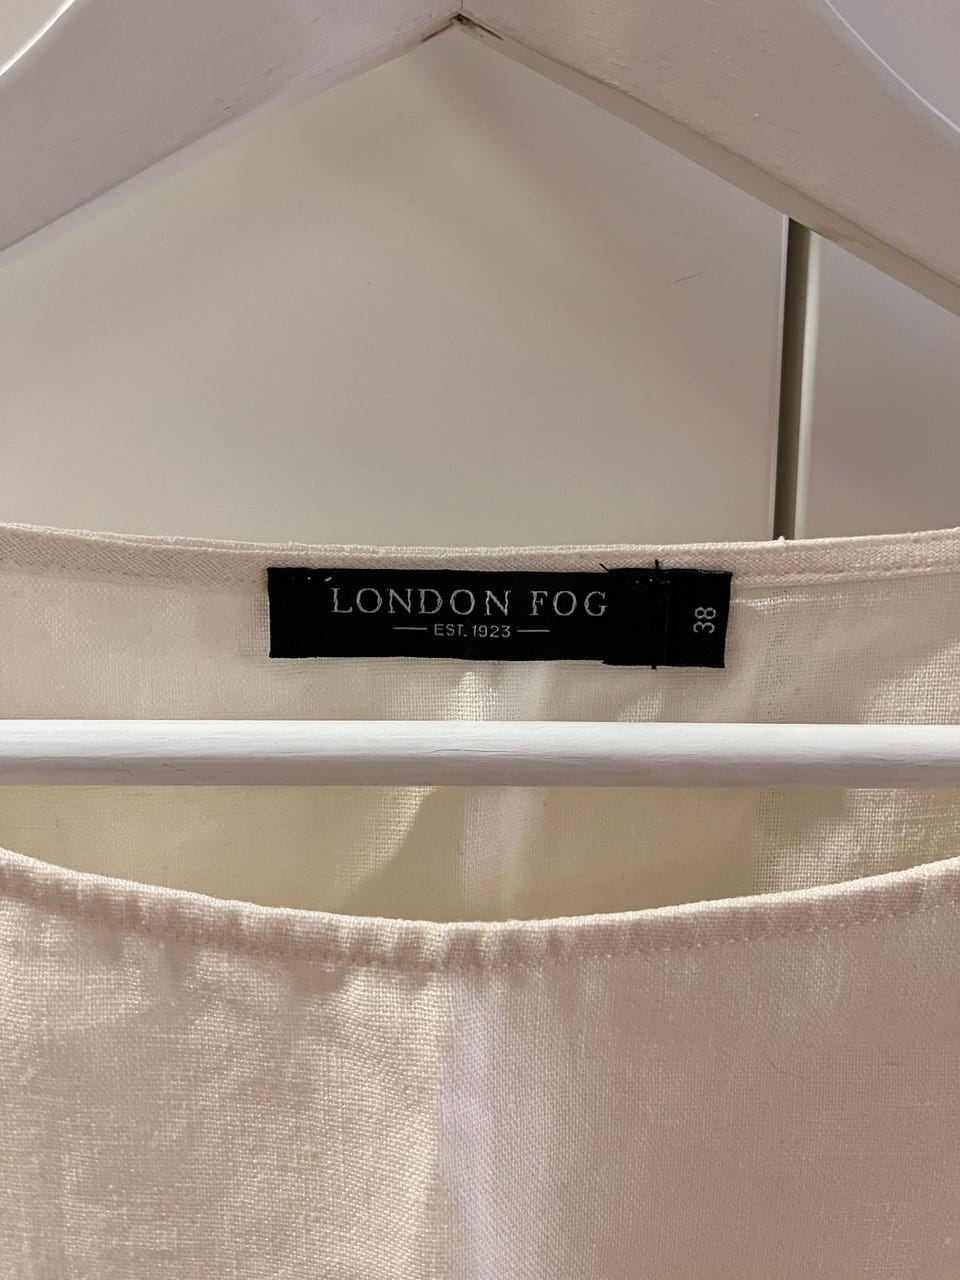 LONDON FOG
EST. 1923
38